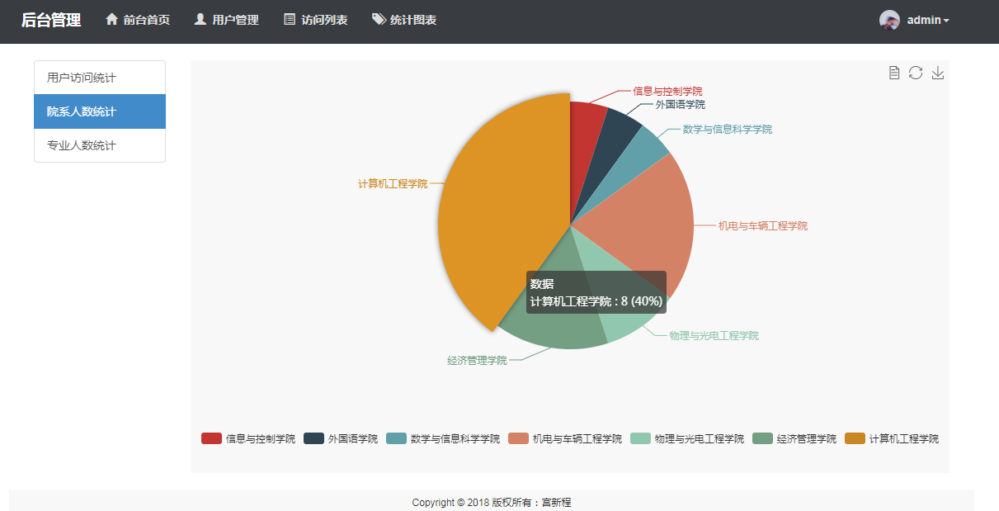 后台管理 前台首页 用户管理 访问列表 统计图表 admin
用户访问统计
院系人数统计
专业人数统计
信息与控制学院
外国语学院
数学与信息科学学院
计算机工程学院
机电与车辆工程学院
数据
计算机工程学院 : 8 (40%)
物理与光电工程学院
经济管理学院
信息与控制学院 外国语学院 数学与信息科学学院 机电与车辆工程学院 物理与光电工程学院 经济管理学院 计算机工程学院
Copyright © 2018 版权所有：宫新程